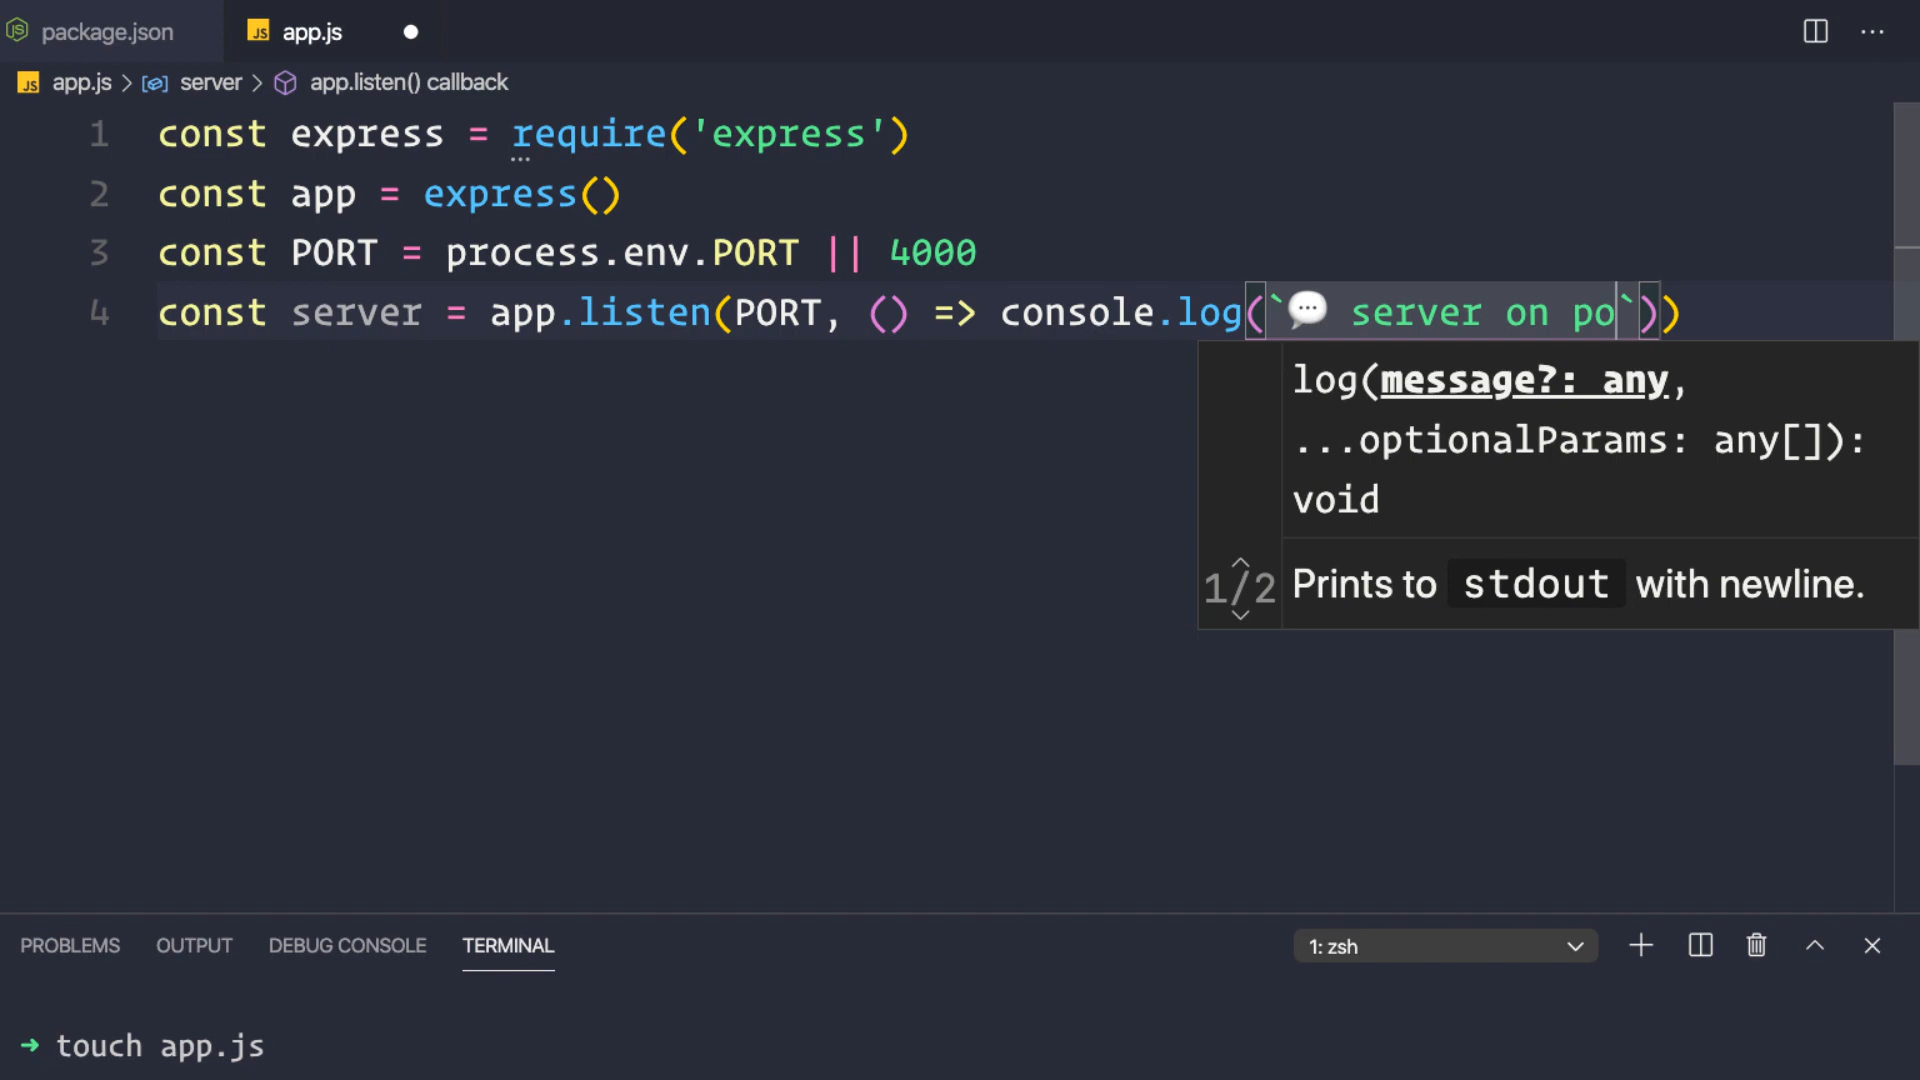 package.json
JS app.js
JS app.js > server > app.listen() callback
1 const express = require('express')
2 const app = express()
3 const PORT = process.env.PORT || 4000
4 const server = app.listen(PORT, () => console.log(`💬 server on po`))
log(message?: any,
...optionalParams: any[]):
void
1/2 Prints to stdout with newline.
PROBLEMS OUTPUT DEBUG CONSOLE TERMINAL 1: zsh
→ touch app.js